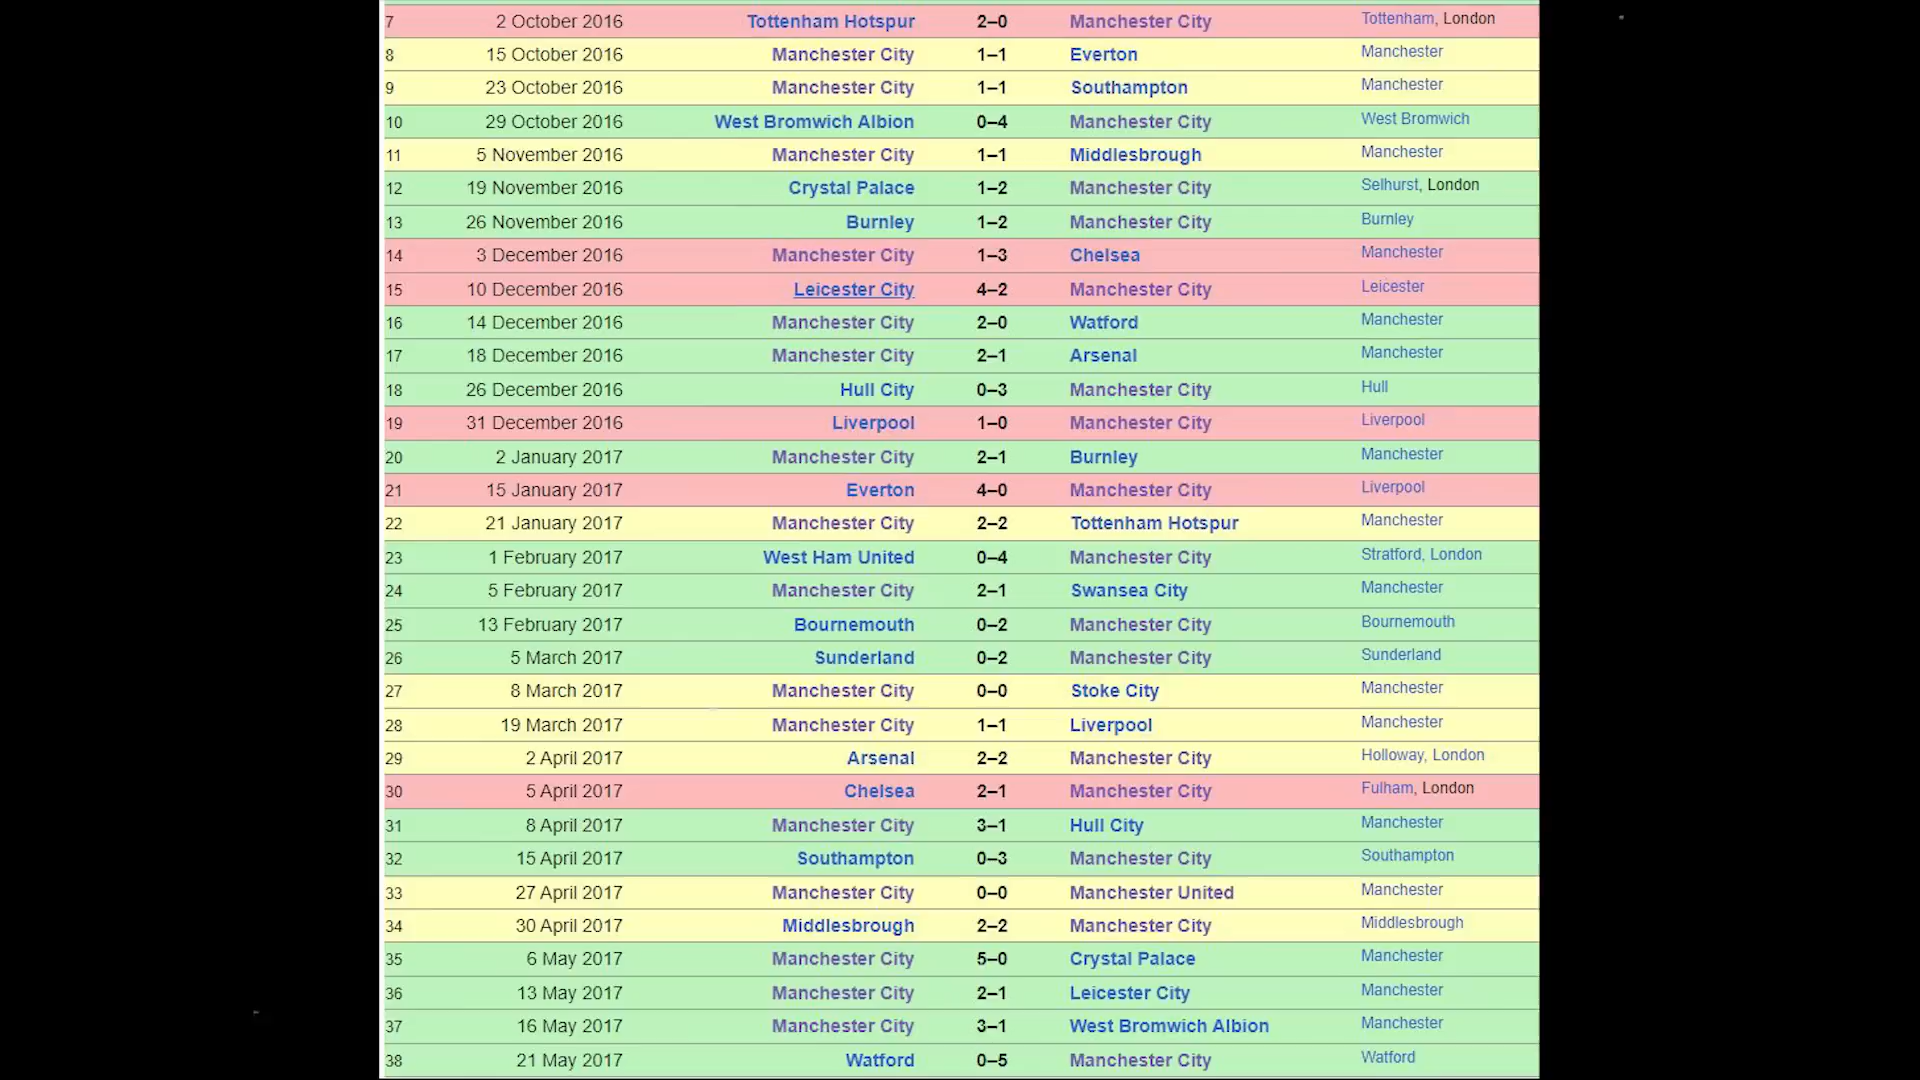 7 2 October 2016 Tottenham Hotspur 2–0 Manchester City Tottenham, London
8 15 October 2016 Manchester City 1–1 Everton Manchester
9 23 October 2016 Manchester City 1–1 Southampton Manchester
10 29 October 2016 West Bromwich Albion 0–4 Manchester City West Bromwich
11 5 November 2016 Manchester City 1–1 Middlesbrough Manchester
12 19 November 2016 Crystal Palace 1–2 Manchester City Selhurst, London
13 26 November 2016 Burnley 1–2 Manchester City Burnley
14 3 December 2016 Manchester City 1–3 Chelsea Manchester
15 10 December 2016 Leicester City 4–2 Manchester City Leicester
16 14 December 2016 Manchester City 2–0 Watford Manchester
17 18 December 2016 Manchester City 2–1 Arsenal Manchester
18 26 December 2016 Hull City 0–3 Manchester City Hull
19 31 December 2016 Liverpool 1–0 Manchester City Liverpool
20 2 January 2017 Manchester City 2–1 Burnley Manchester
21 15 January 2017 Everton 4–0 Manchester City Liverpool
22 21 January 2017 Manchester City 2–2 Tottenham Hotspur Manchester
23 1 February 2017 West Ham United 0–4 Manchester City Stratford, London
24 5 February 2017 Manchester City 2–1 Swansea City Manchester
25 13 February 2017 Bournemouth 0–2 Manchester City Bournemouth
26 5 March 2017 Sunderland 0–2 Manchester City Sunderland
27 8 March 2017 Manchester City 0–0 Stoke City Manchester
28 19 March 2017 Manchester City 1–1 Liverpool Manchester
29 2 April 2017 Arsenal 2–2 Manchester City Holloway, London
30 5 April 2017 Chelsea 2–1 Manchester City Fulham, London
31 8 April 2017 Manchester City 3–1 Hull City Manchester
32 15 April 2017 Southampton 0–3 Manchester City Southampton
33 27 April 2017 Manchester City 0–0 Manchester United Manchester
34 30 April 2017 Middlesbrough 2–2 Manchester City Middlesbrough
35 6 May 2017 Manchester City 5–0 Crystal Palace Manchester
36 13 May 2017 Manchester City 2–1 Leicester City Manchester
37 16 May 2017 Manchester City 3–1 West Bromwich Albion Manchester
38 21 May 2017 Watford 0–5 Manchester City Watford